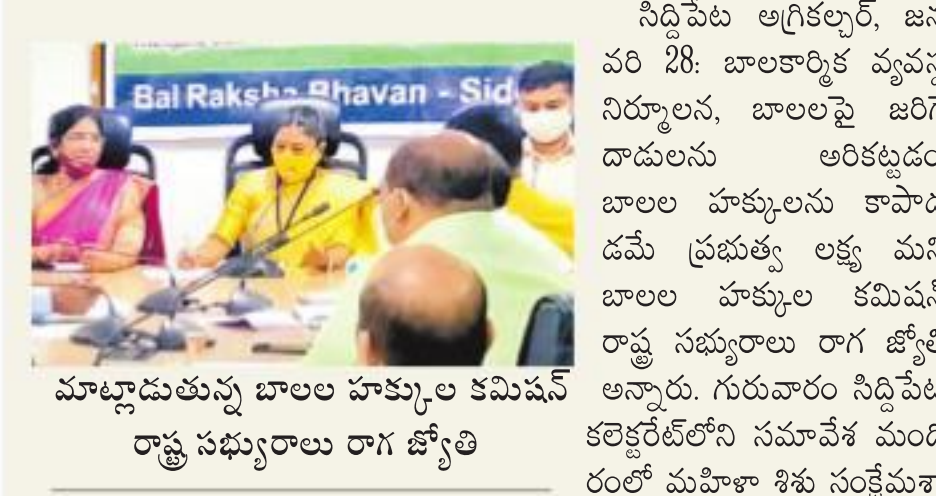 Bal Raksha Bhavan - Sid
మాట్లాడుతున్న బాలల హక్కుల కమిషన్
రాష్ట్ర సభ్యురాలు రాగ జ్యోతి
సిద్దిపేట అగ్రికల్చర్, జన
వరి 28: బాలకార్మిక వ్యవస్థ
నిర్మూలన, బాలలపై జరిగే
దాడులను అరికట్టడం
బాలల హక్కులను కాపాడ
డమే ప్రభుత్వ లక్ష్య మని
బాలల హక్కుల కమిషన్
రాష్ట్ర సభ్యురాలు రాగ జ్యోతి
అన్నారు. గురువారం సిద్దిపేట
కలెక్టరేట్‌లోని సమావేశ మంది
రంలో మహిళా శిశు సంక్షేమశా